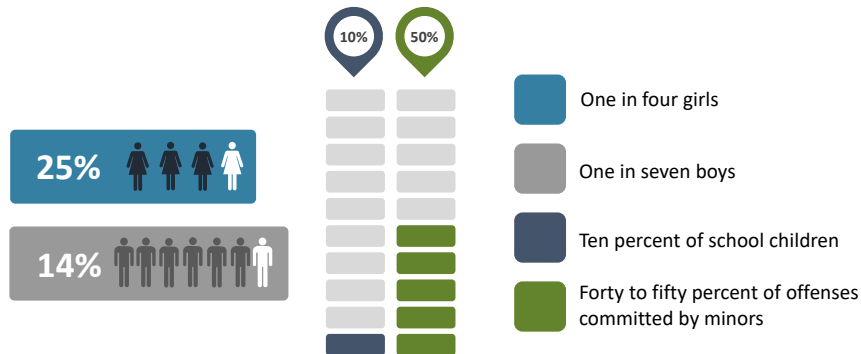 10%
50%
25%
14%
One in four girls
One in seven boys
Ten percent of school children
Forty to fifty percent of offenses
committed by minors